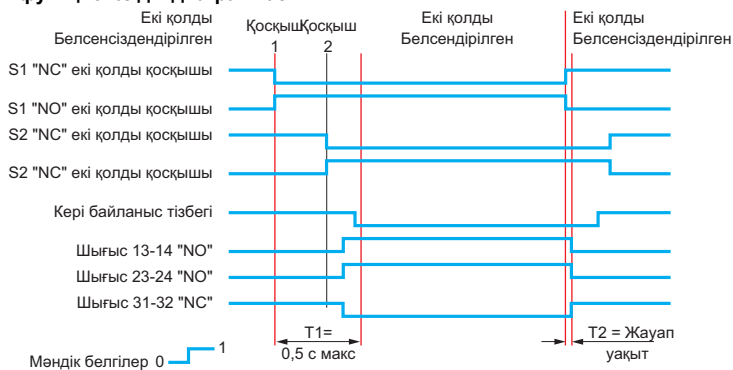 Екі қолды
Белсенсіздендірілген
Қосқыш
1
Қосқыш
2
Екі қолды
Белсендірілген
Екі қолды
Белсенсіздендірілген
S1 "NC" екі қолды қосқышы
S1 "NO" екі қолды қосқышы
S2 "NC" екі қолды қосқышы
S2 "NC" екі қолды қосқышы
Кері байланыс тізбегі
Шығыс 13-14 "NO"
Шығыс 23-24 "NO"
Шығыс 31-32 "NC"
T1=
0,5 с макс
T2 = Жауап
уақыт
Мәндік белгілер 0 1